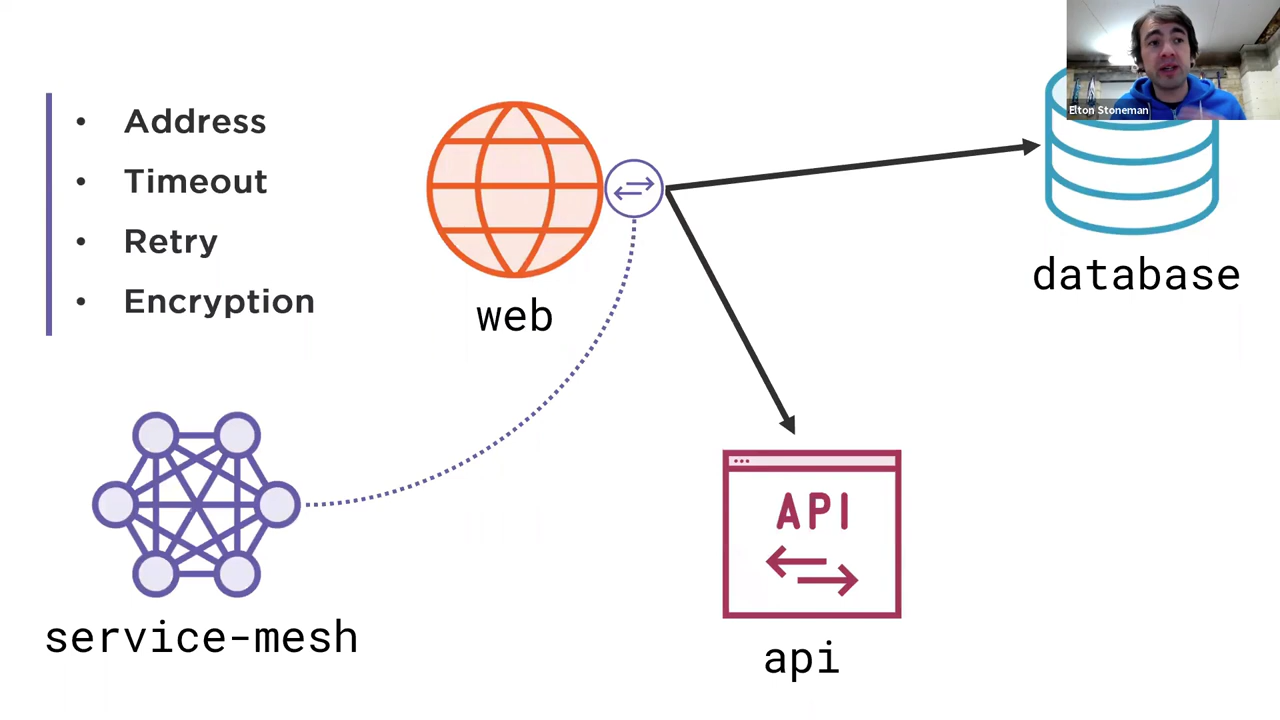 • Address
• Timeout
• Retry
• Encryption
web
database
Elton Stoneman
API
service-mesh
api